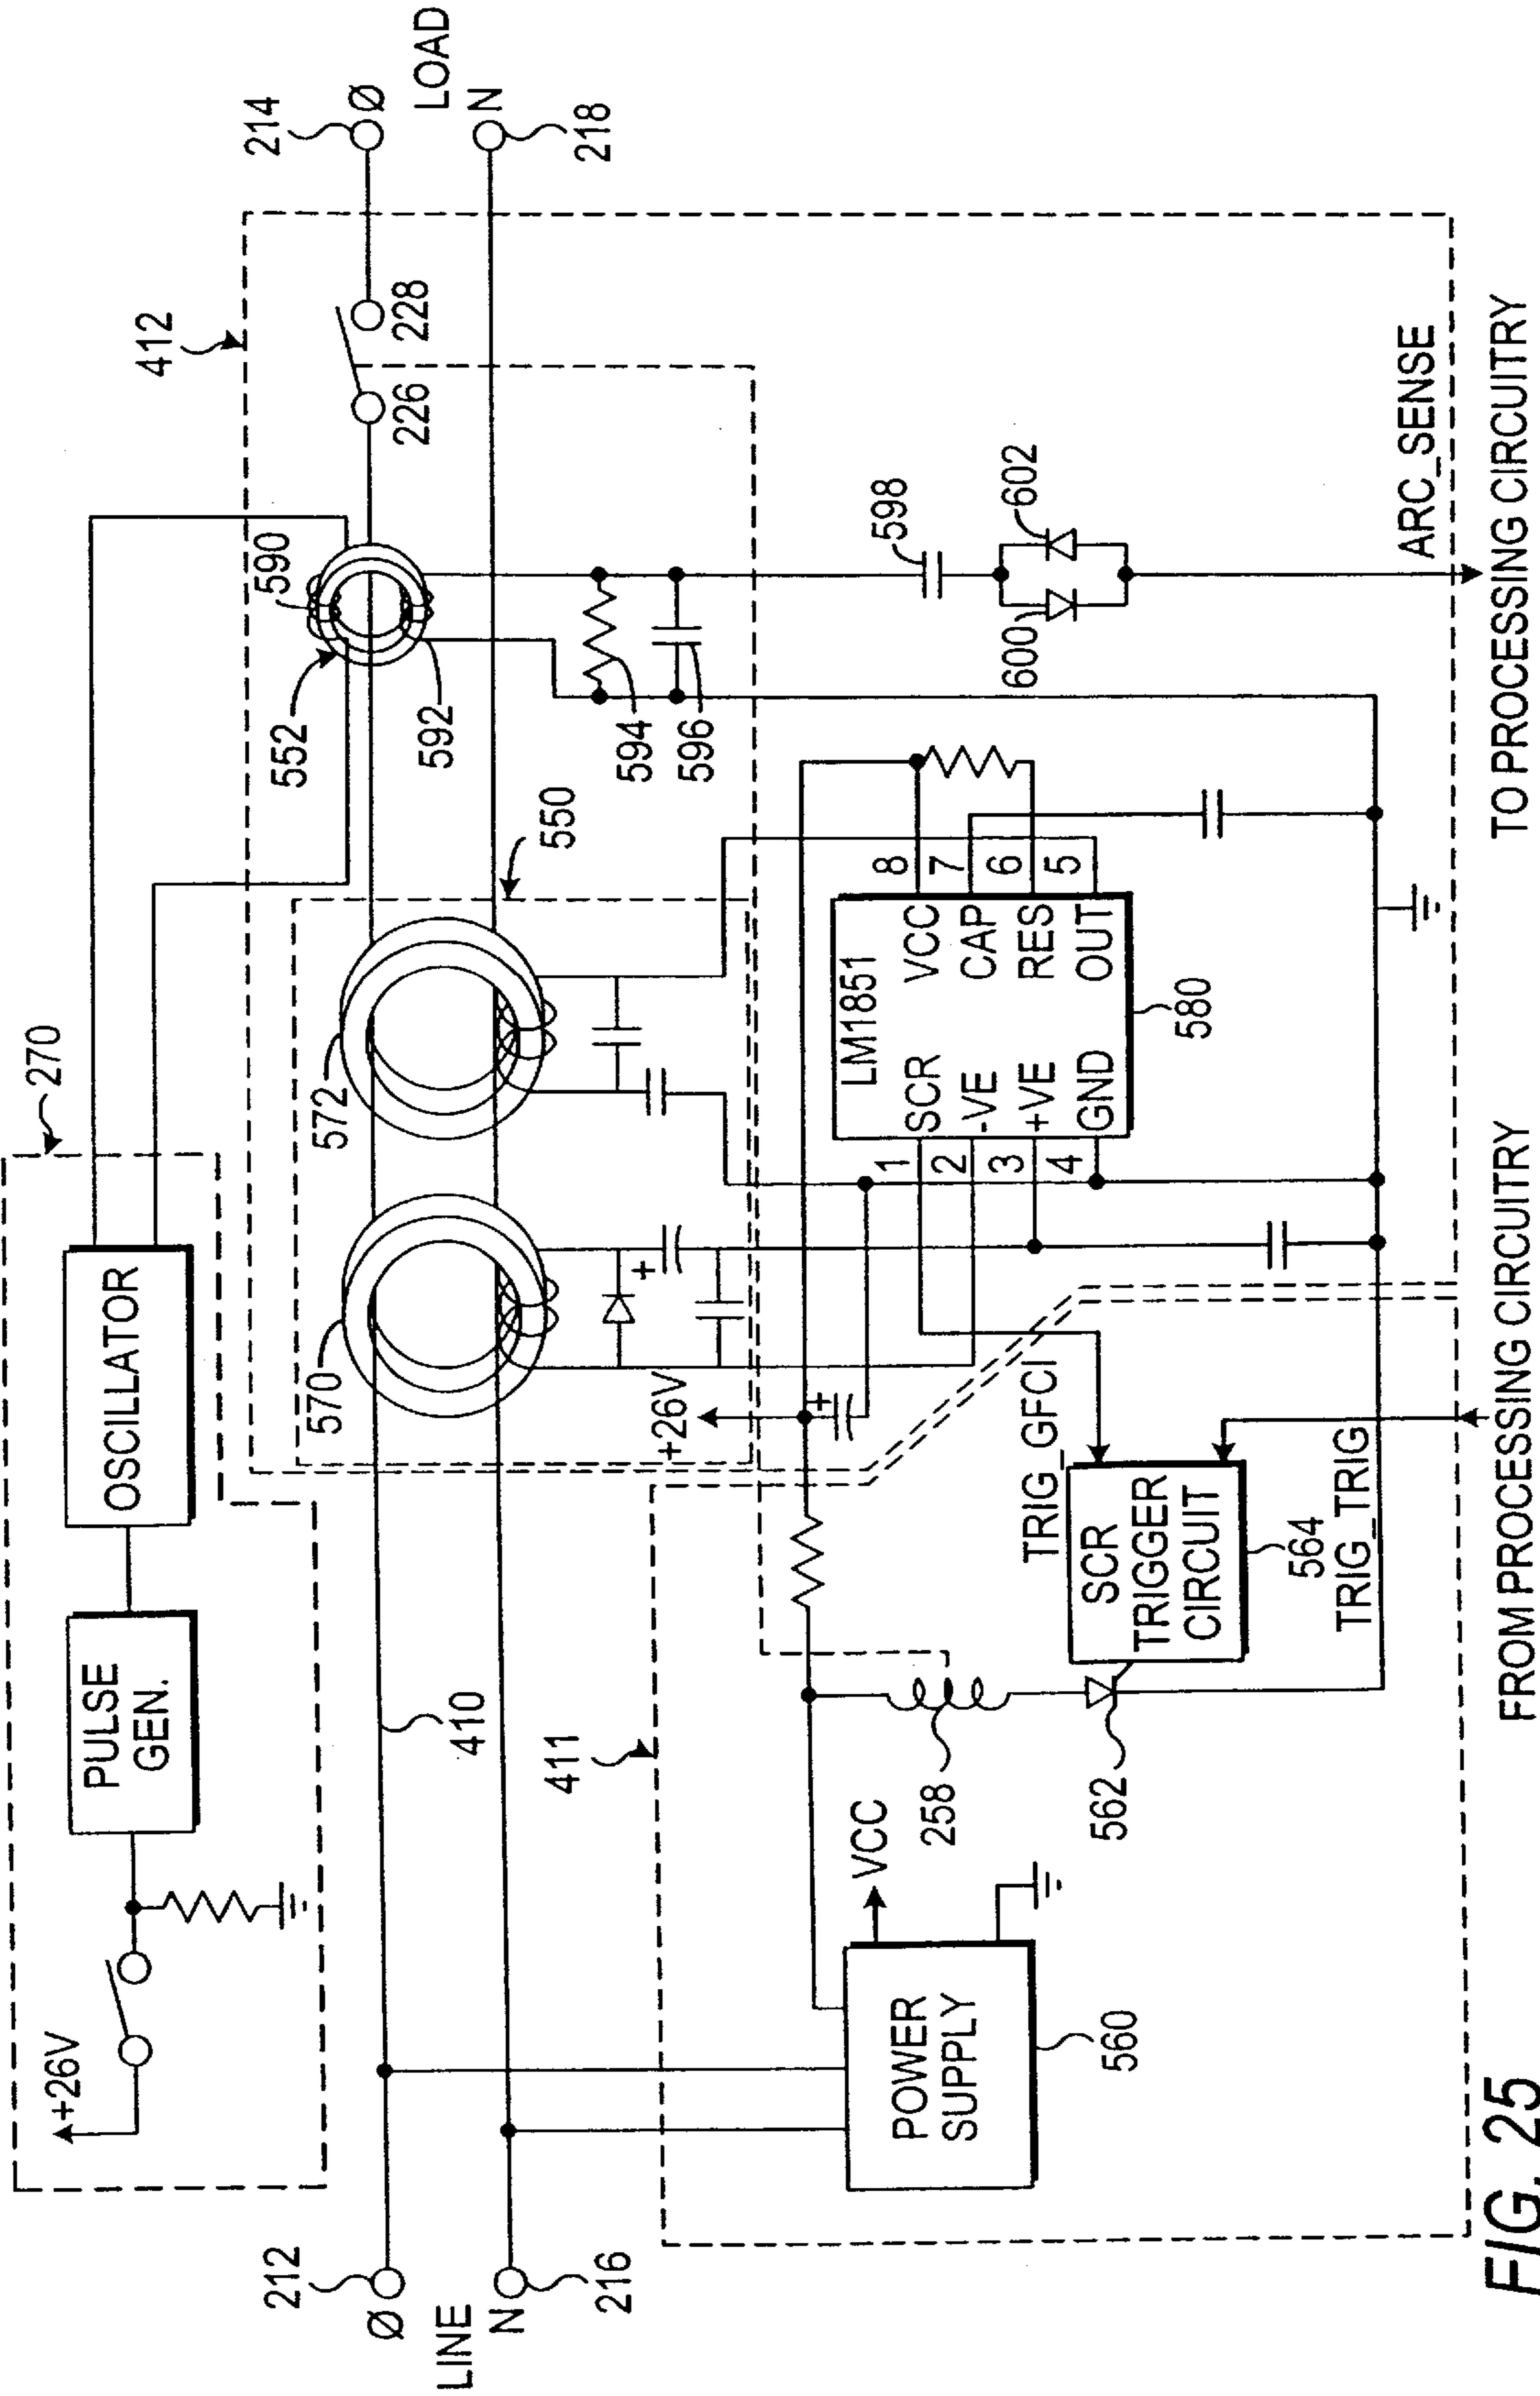 +26V
PULSE
GEN.
OSCILLATOR
270
212
Ø
LINE
N
216
410
570
572
550
552
590
592
412
226
228
214
Ø
LOAD
N
218
594
596
598
600
602
ARC_SENSE
TO PROCESSING CIRCUITRY
411
POWER
SUPPLY
560
VCC
258
562
+26V
+
+
TRIG_GFCI
SCR
TRIGGER
CIRCUIT
564
TRIG_TRIG
FROM PROCESSING CIRCUITRY
LM1851
1 SCR VCC 8
2 -VE CAP 7
3 +VE RES 6
4 GND OUT 5
580
FIG. 25